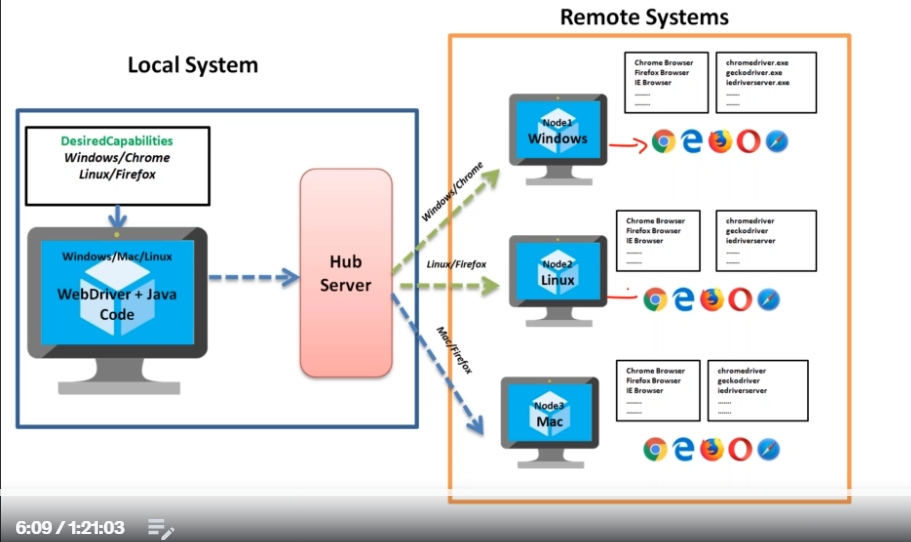 Remote Systems
Local System
DesiredCapabilities
Windows/Chrome
Linux/Firefox
Windows/Mac/Linux
WebDriver + Java
Code
Hub
Server
Windows/Chrome
Linux/Firefox
Mac/Firefox
Node1
Windows
Chrome Browser
Firefox Browser
IE Browser
.......
.......
chromedriver.exe
geckodriver.exe
iedriverserver.exe
......
......
Node2
Linux
Chrome Browser
Firefox Browser
IE Browser
.......
.......
chromedriver
geckodriver
iedriverserver
......
......
Node3
Mac
Chrome Browser
Firefox Browser
IE Browser
.......
.......
chromedriver
geckodriver
iedriverserver
.......
......
6:09 / 1:21:03